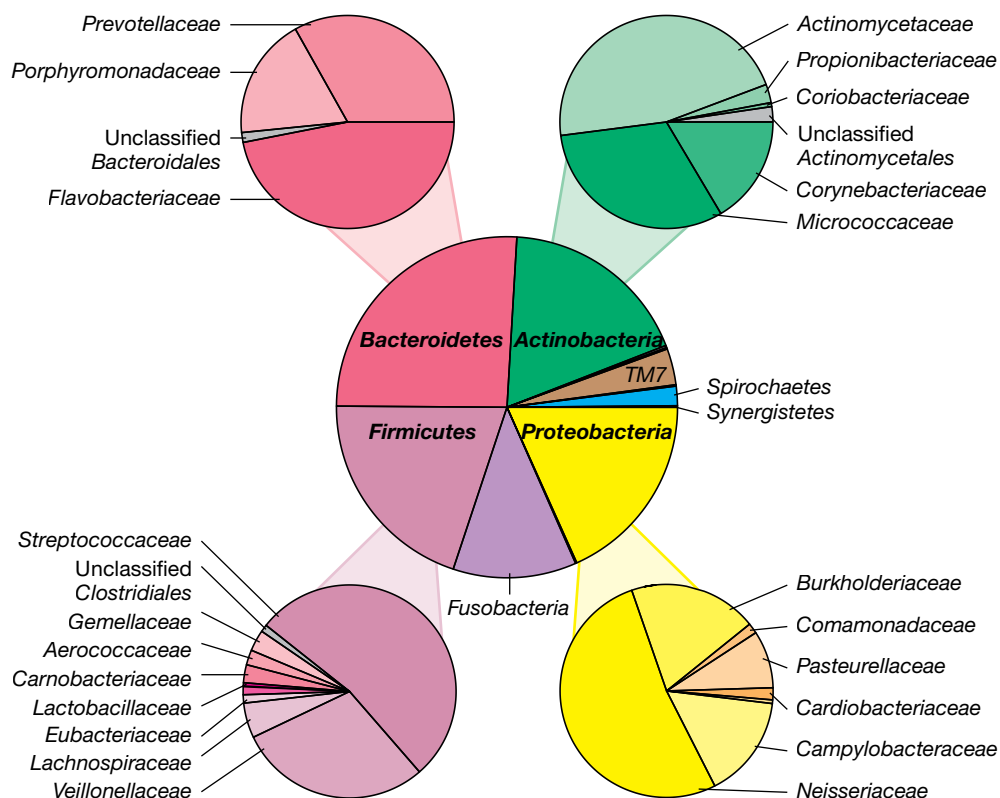 Prevotellaceae
Porphyromonadaceae
Unclassified
Bacteroidales
Flavobacteriaceae
Actinomycetaceae
Propionibacteriaceae
Coriobacteriaceae
Unclassified
Actinomycetales
Corynebacteriaceae
Micrococcaceae
Bacteroidetes
Actinobacteria
TM7
Spirochaetes
Synergistetes
Firmicutes
Proteobacteria
Fusobacteria
Streptococcaceae
Unclassified
Clostridiales
Gemellaceae
Aerococcaceae
Carnobacteriaceae
Lactobacillaceae
Eubacteriaceae
Lachnospiraceae
Veillonellaceae
Burkholderiaceae
Comamonadaceae
Pasteurellaceae
Cardiobacteriaceae
Campylobacteraceae
Neisseriaceae